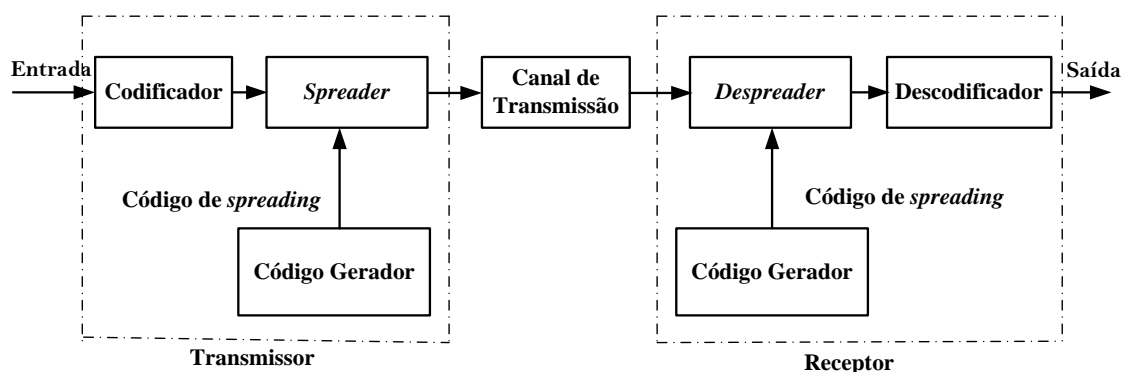 Entrada
Codificador
Spreader
Canal de
Transmissão
Despreader
Descodificador
Saída
Código de spreading
Código Gerador
Transmissor
Código de spreading
Código Gerador
Receptor